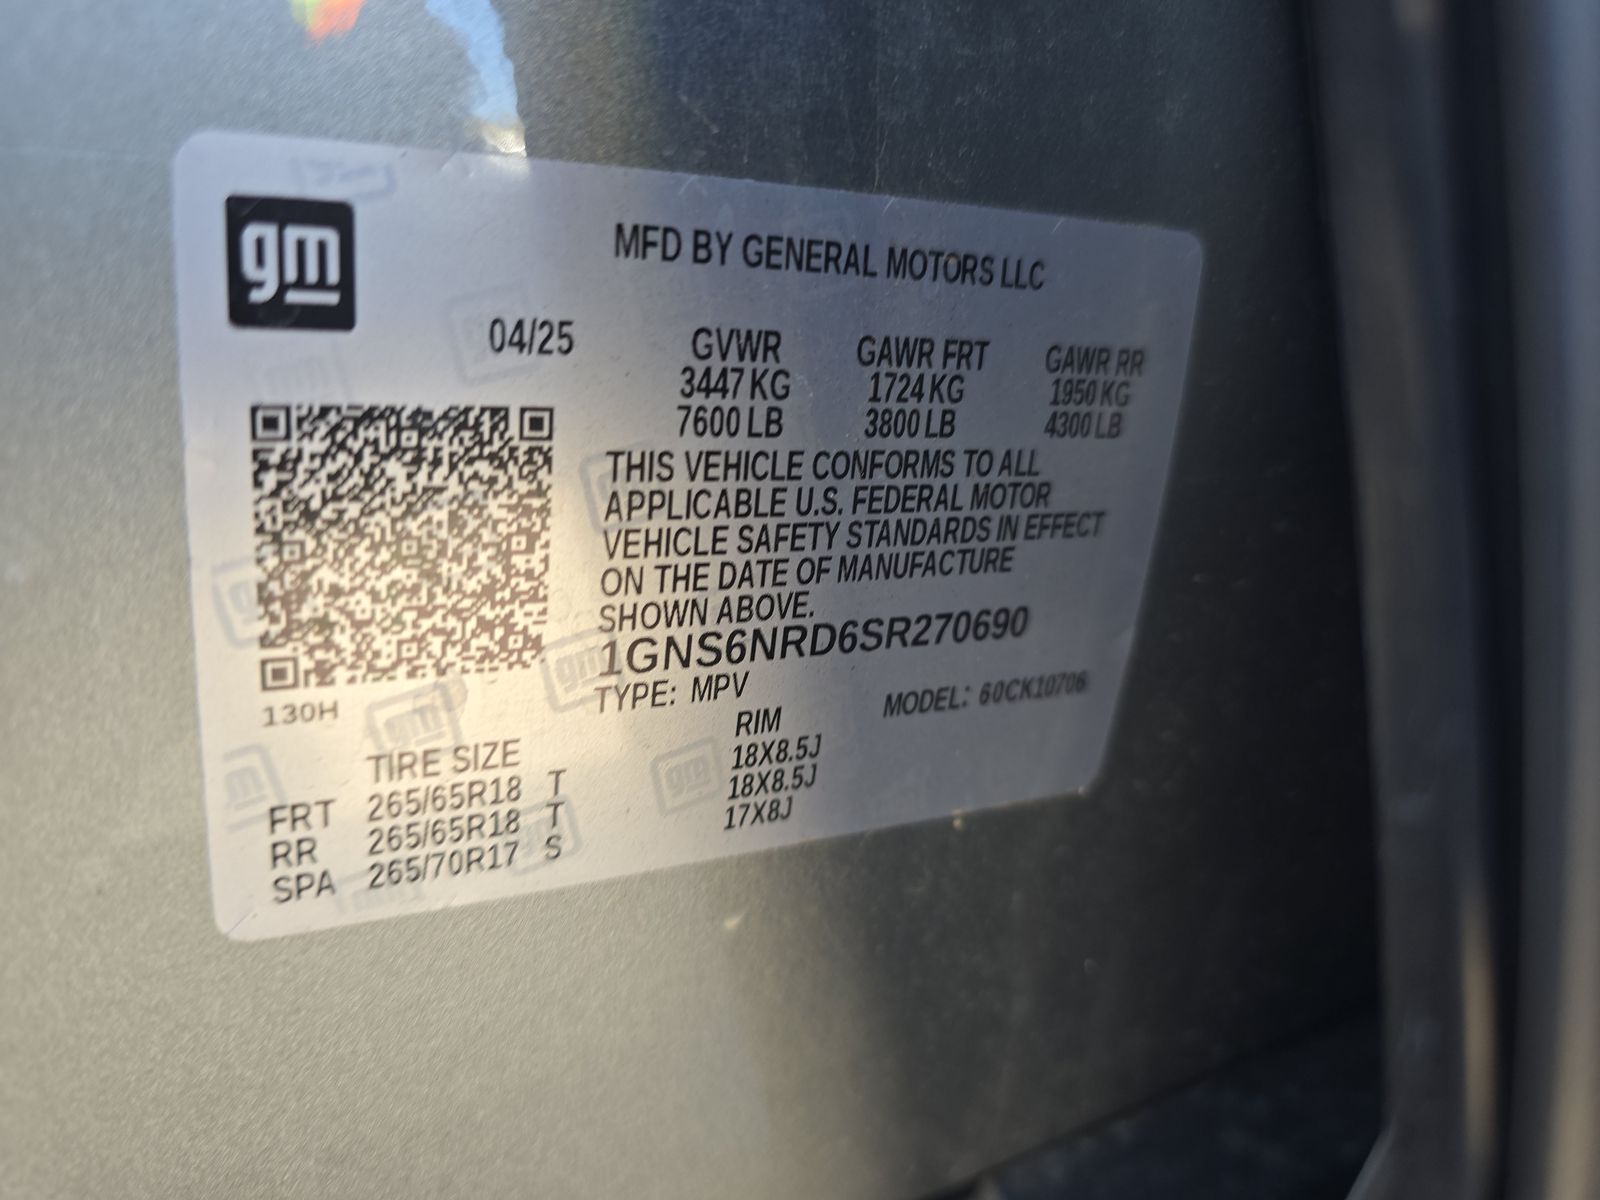 gm
MFD BY GENERAL MOTORS LLC
04/25 GVWR GAWR FRT GAWR RR
3447 KG 1724 KG 1950 KG
7600 LB 3800 LB 4300 LB
THIS VEHICLE CONFORMS TO ALL
APPLICABLE U.S. FEDERAL MOTOR
VEHICLE SAFETY STANDARDS IN EFFECT
ON THE DATE OF MANUFACTURE
SHOWN ABOVE.
1GNS6NRD6SR270690
TYPE: MPV MODEL: 60CK10706
130H
TIRE SIZE RIM
FRT 265/65R18 T 18X8.5J
RR 265/65R18 T 18X8.5J
SPA 265/70R17 S 17X8J